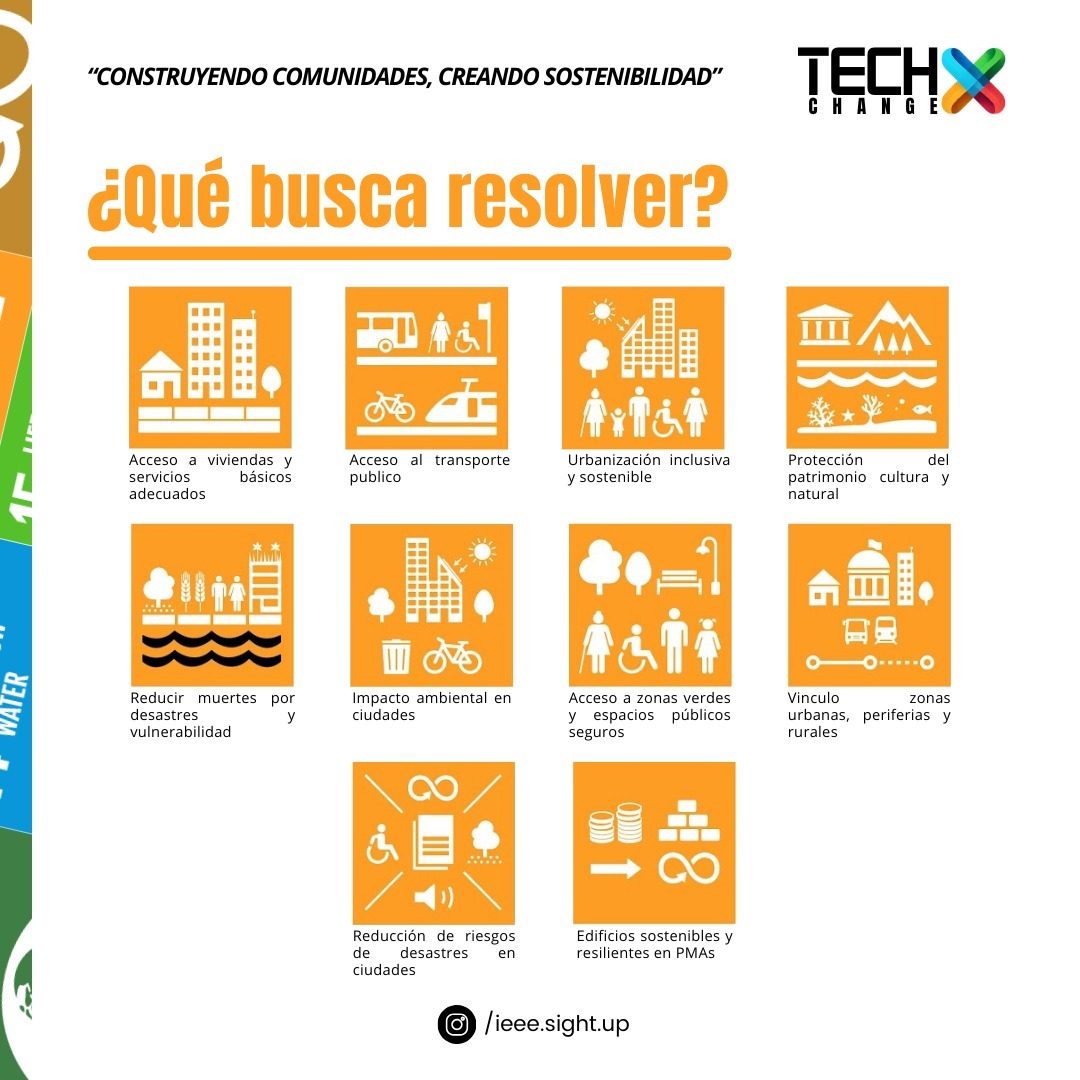 “CONSTRUYENDO COMUNIDADES, CREANDO SOSTENIBILIDAD”
TECH
CHANGE
¿Qué busca resolver?
Acceso a viviendas y
servicios básicos
adecuados
Acceso al transporte
publico
Urbanización inclusiva
y sostenible
Protección del
patrimonio cultura y
natural
Reducir muertes por
desastres y
vulnerabilidad
Impacto ambiental en
ciudades
Acceso a zonas verdes
y espacios públicos
seguros
Vinculo zonas
urbanas, periferias y
rurales
Reducción de riesgos
de desastres en
ciudades
Edificios sostenibles y
resilientes en PMAs
/ieee.sight.up
15
WATER